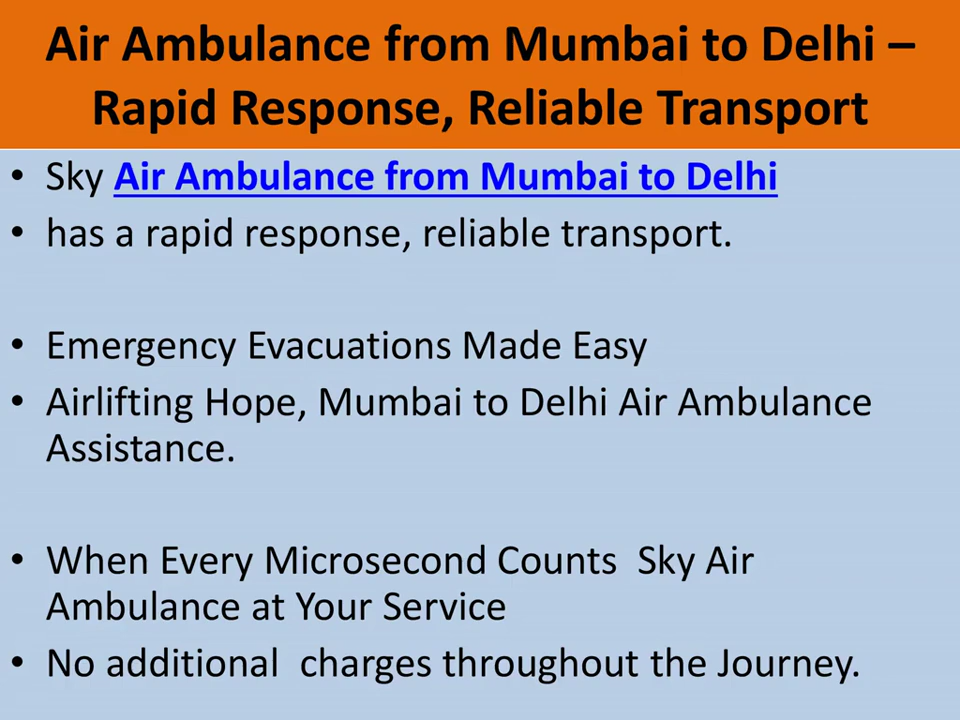 Air Ambulance from Mumbai to Delhi –
Rapid Response, Reliable Transport
• Sky Air Ambulance from Mumbai to Delhi
• has a rapid response, reliable transport.
• Emergency Evacuations Made Easy
• Airlifting Hope, Mumbai to Delhi Air Ambulance
Assistance.
• When Every Microsecond Counts  Sky Air
Ambulance at Your Service
• No additional  charges throughout the Journey.